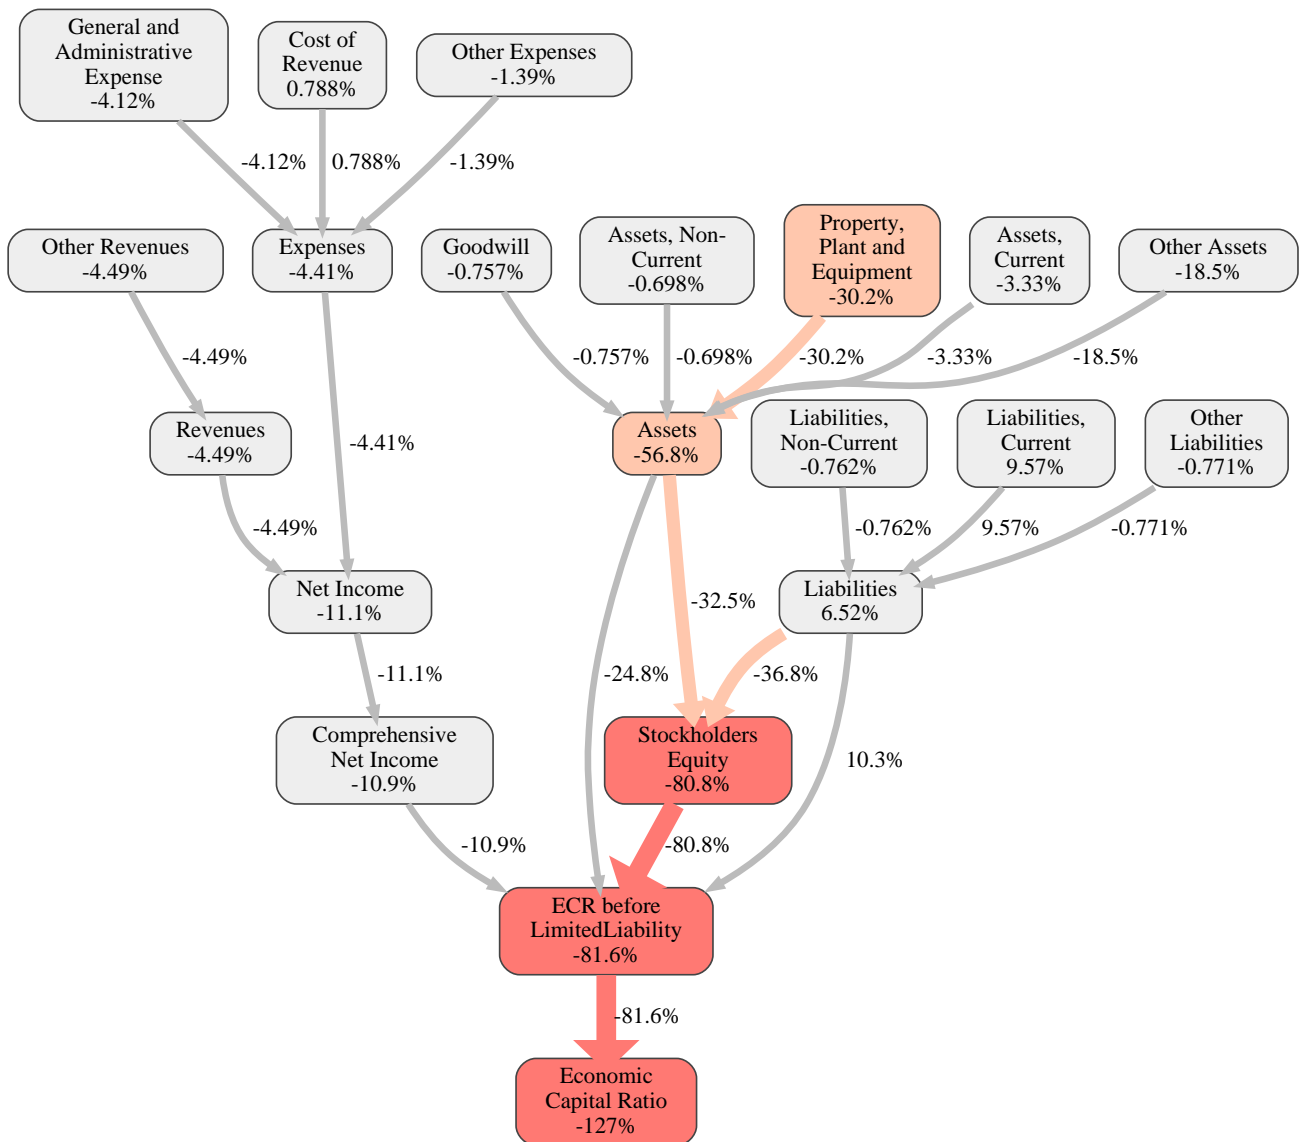 General and
Administrative
Expense
-4.12%
Cost of
Revenue
0.788%
Other Expenses
-1.39%
-4.12%
0.788%
-1.39%
Other Revenues
-4.49%
Expenses
-4.41%
Goodwill
-0.757%
Assets, Non-
Current
-0.698%
Property,
Plant and
Equipment
-30.2%
Assets,
Current
-3.33%
Other Assets
-18.5%
-4.49%
-0.757%
-0.698%
-30.2%
-3.33%
-18.5%
Revenues
-4.49%
-4.41%
Assets
-56.8%
Liabilities,
Non-Current
-0.762%
Liabilities,
Current
9.57%
Other
Liabilities
-0.771%
-4.49%
-0.762%
9.57%
-0.771%
Net Income
-11.1%
-32.5%
Liabilities
6.52%
-11.1%
-24.8%
-36.8%
Comprehensive
Net Income
-10.9%
Stockholders
Equity
-80.8%
10.3%
-10.9%
-80.8%
ECR before
LimitedLiability
-81.6%
-81.6%
Economic
Capital Ratio
-127%